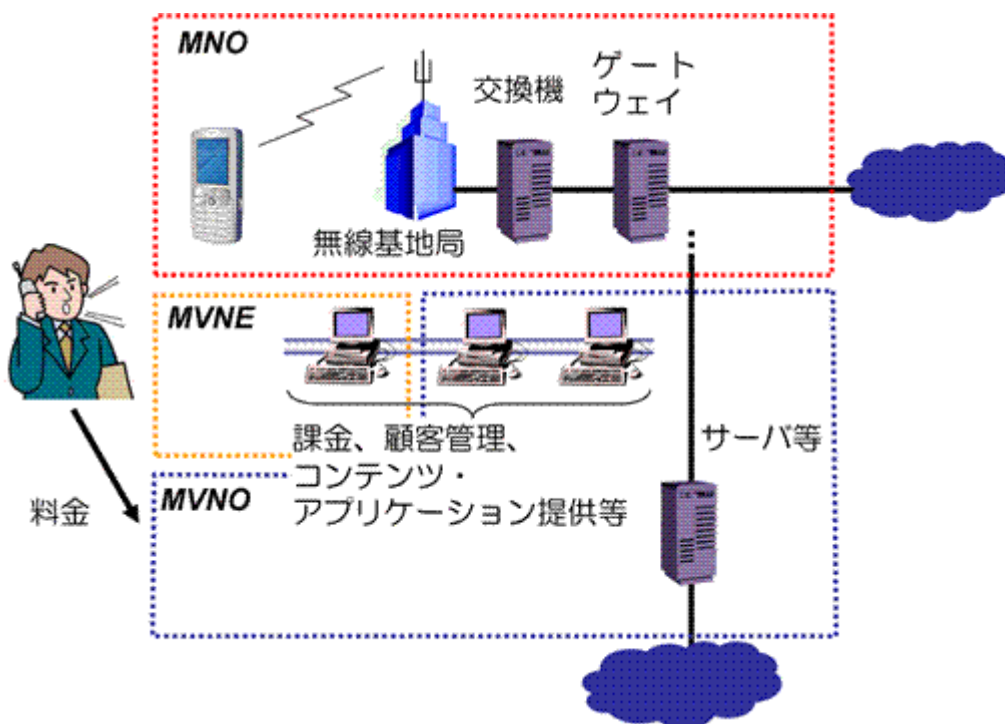 MNO
交換機
ゲート
ウェイ
無線基地局
MVNE
課金、顧客管理、
コンテンツ・
アプリケーション提供等
サーバ等
MVNO
料金